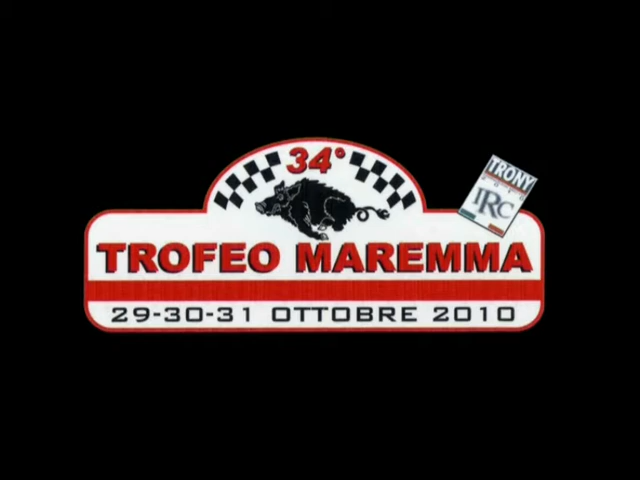 34°
TRONY
IRC
TROFEO MAREMMA
29-30-31 OTTOBRE 2010